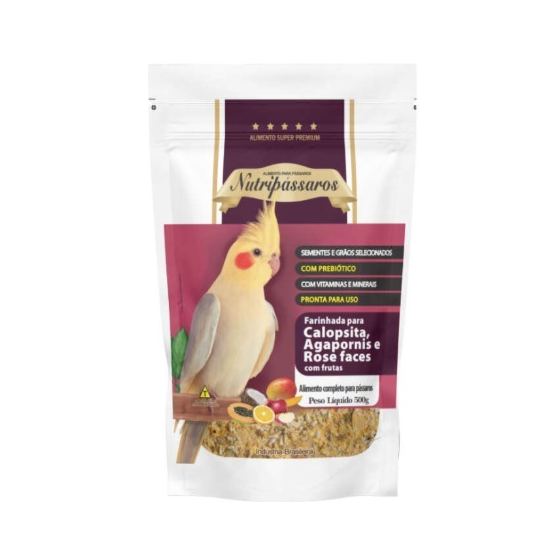 ★ ★ ★ ★ ★
ALIMENTO SUPER PREMIUM
ALIMENTO PARA PÁSSAROS
Nutripássaros
SEMENTES E GRÃOS SELECIONADOS
COM PREBIÓTICO
COM VITAMINAS E MINERAIS
PRONTA PARA USO
Farinhada para
Calopsita,
Agapornis e
Rose faces
com frutas
Alimento completo para pássaros
Peso Líquido 500g
Indústria Brasileira